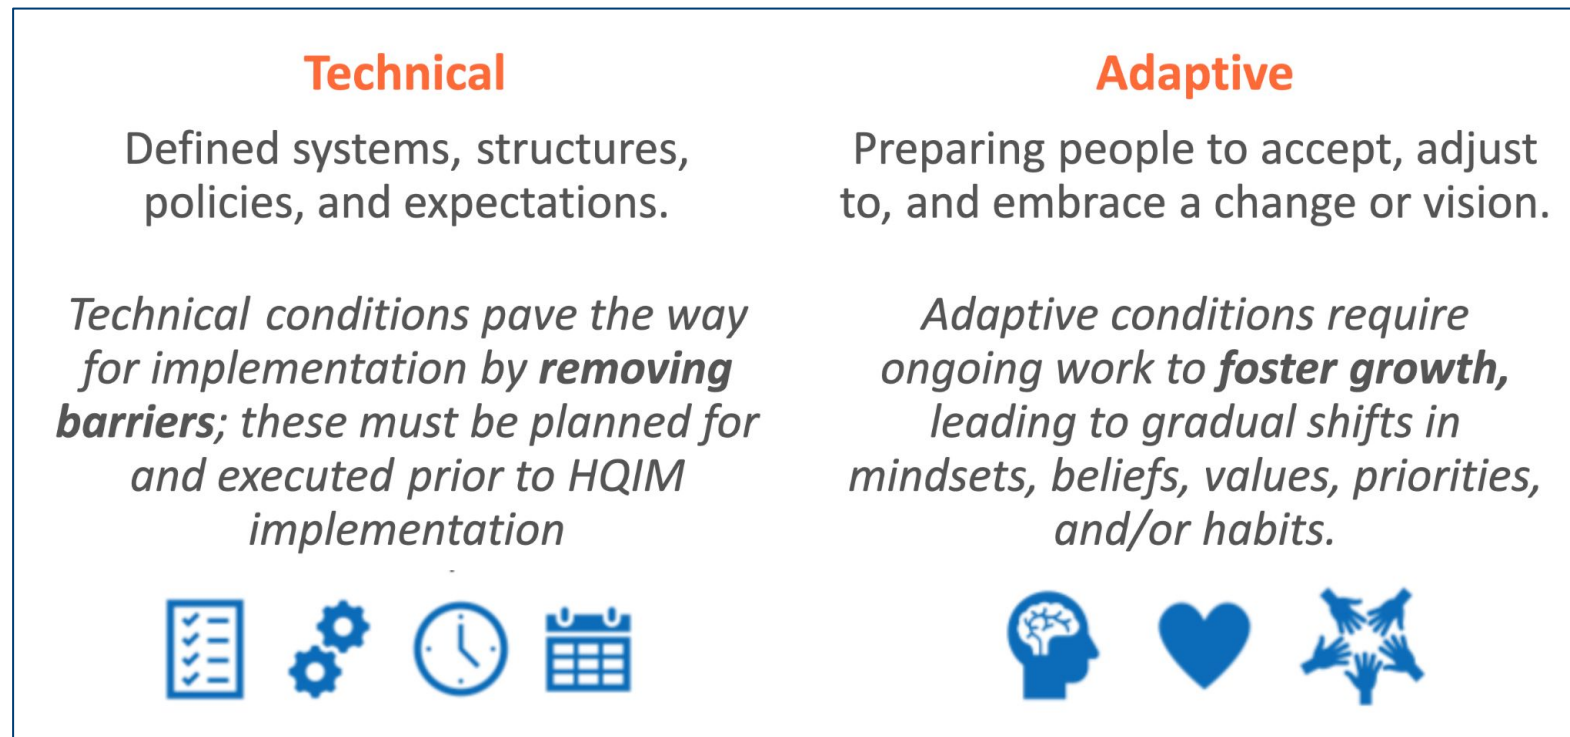 Technical
Defined systems, structures,
policies, and expectations.
Technical conditions pave the way
for implementation by removing
barriers; these must be planned for
and executed prior to HQIM
implementation
Adaptive
Preparing people to accept, adjust
to, and embrace a change or vision.
Adaptive conditions require
ongoing work to foster growth,
leading to gradual shifts in
mindsets, beliefs, values, priorities,
and/or habits.